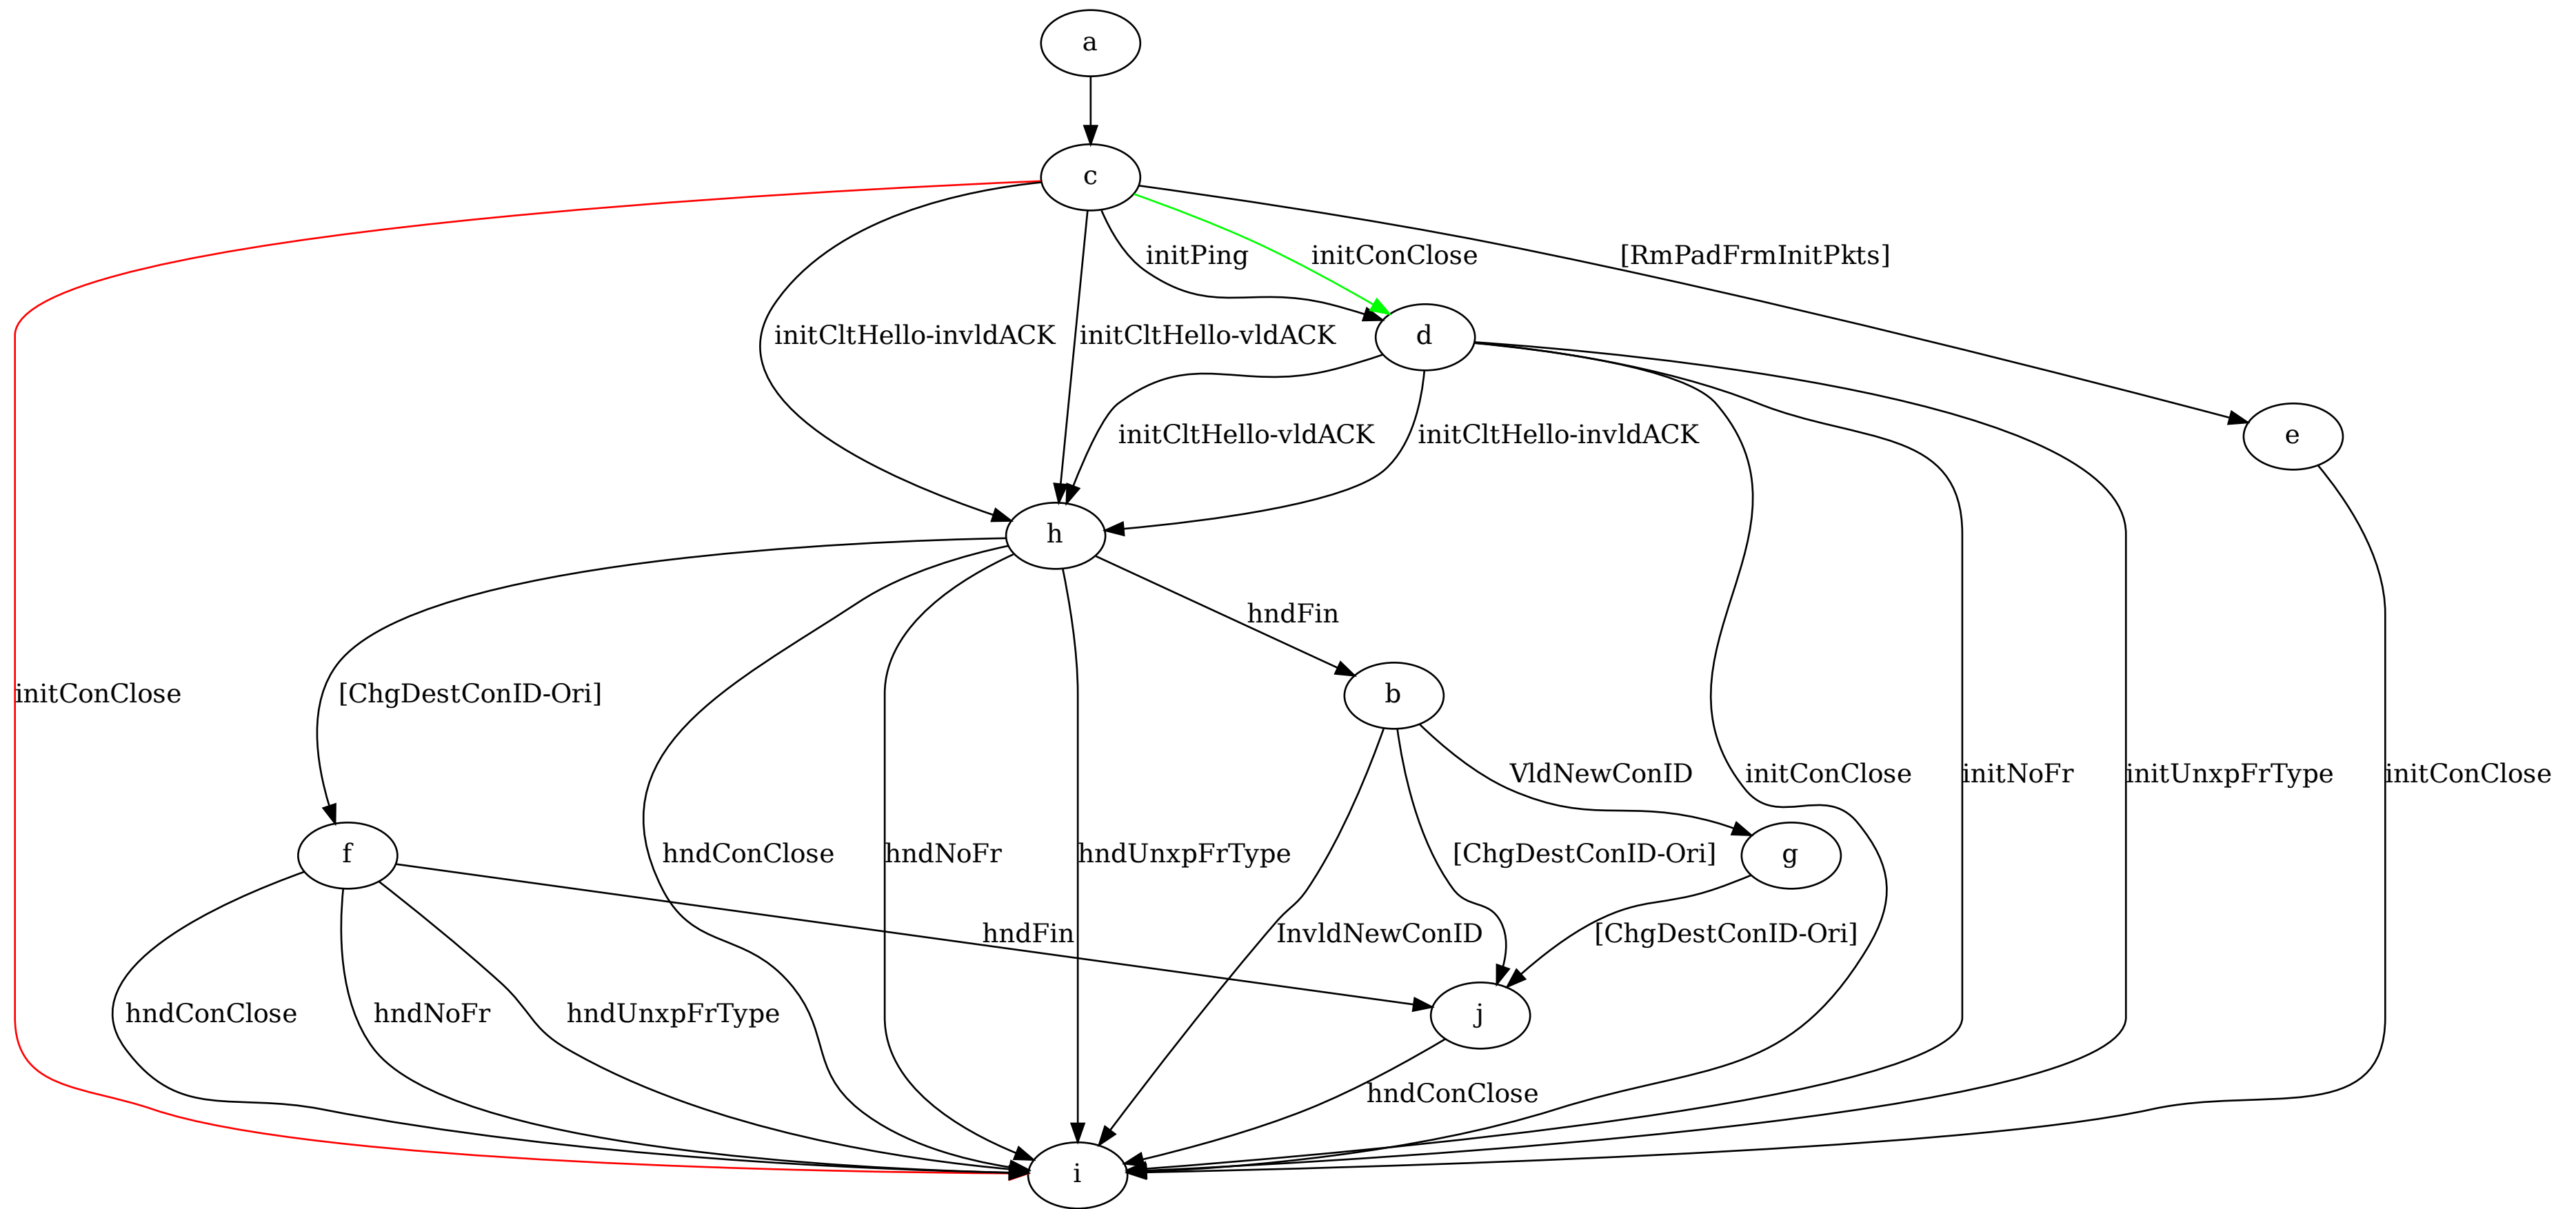 a
c
initPing
initConClose
[RmPadFrmInitPkts]
initCltHello-invldACK
initCltHello-vldACK
d
initCltHello-vldACK
initCltHello-invldACK
e
h
hndFin
initConClose
[ChgDestConID-Ori]
b
VldNewConID
initConClose
initNoFr
initUnxpFrType
initConClose
f
hndConClose
hndNoFr
hndUnxpFrType
[ChgDestConID-Ori]
g
hndFin
InvldNewConID
[ChgDestConID-Ori]
hndConClose
hndNoFr
hndUnxpFrType
j
hndConClose
i